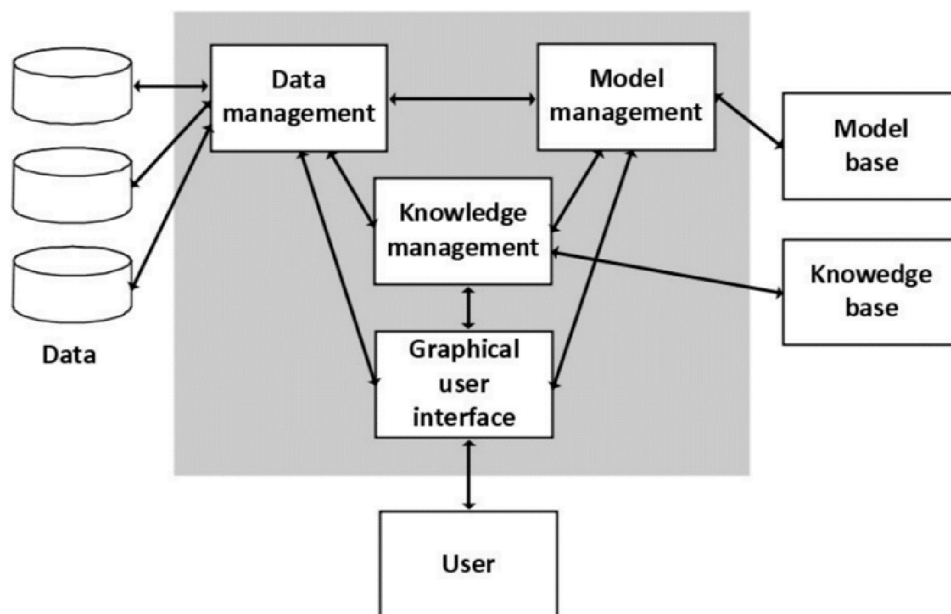 Data
management
Model
management
Model
base
Knowledge
management
Knowedge
base
Data
Graphical
user
interface
User